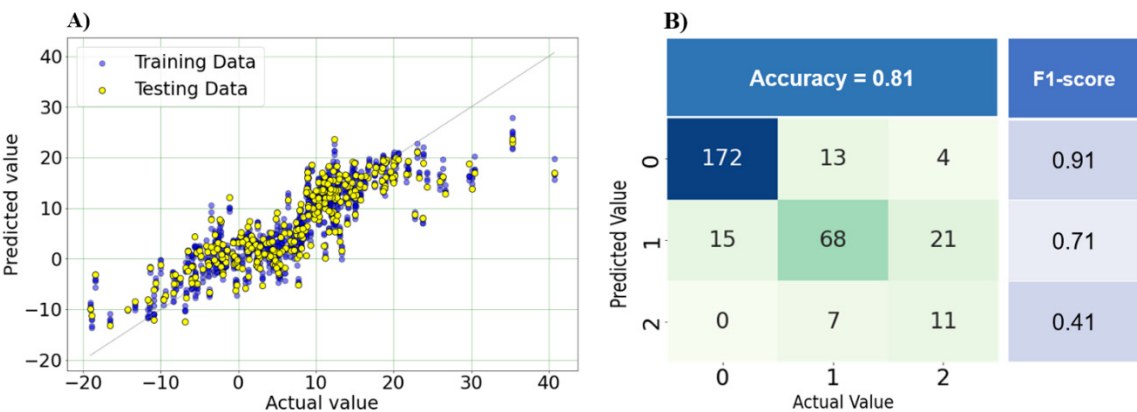 A)
Training Data
Testing Data
Predicted value
40
30
20
10
0
−10
−20
−20 −10 0 10 20 30 40
Actual value
B)
Accuracy = 0.81 F1-score
Predicted Value
0 172 13 4 0.91
1 15 68 21 0.71
2 0 7 11 0.41
0 1 2
Actual Value